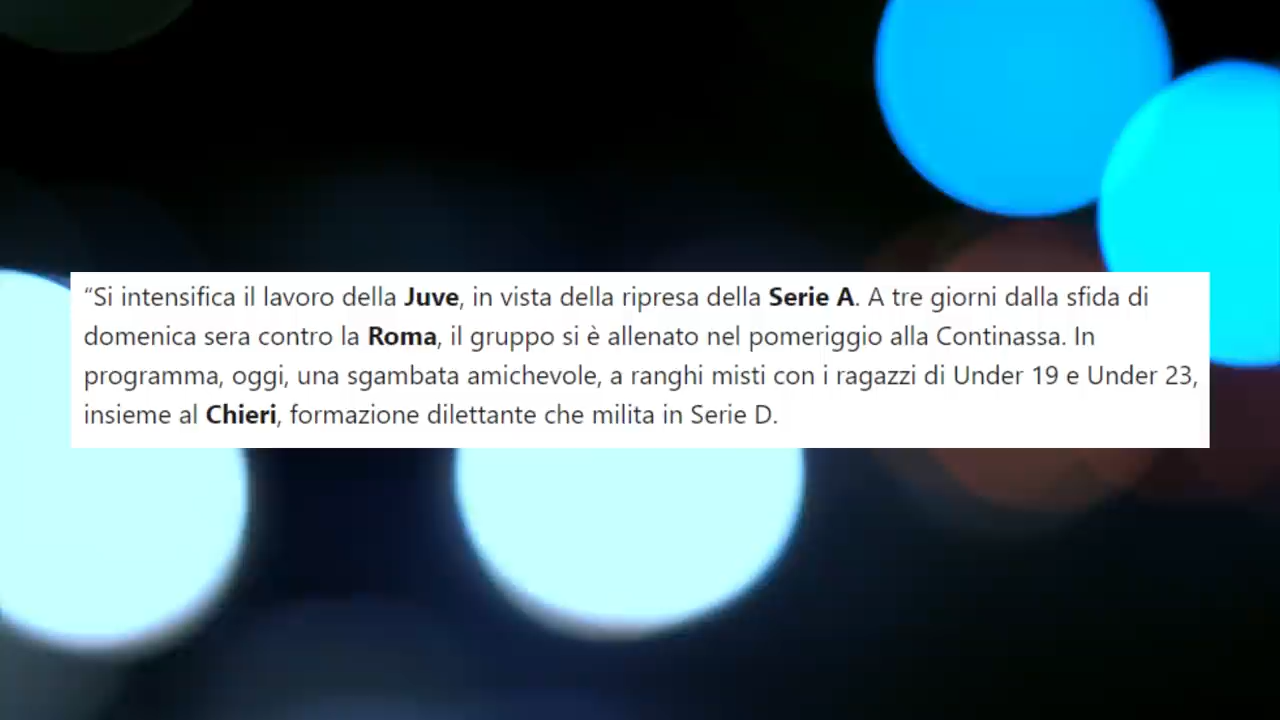 “Si intensifica il lavoro della Juve, in vista della ripresa della Serie A. A tre giorni dalla sfida di
domenica sera contro la Roma, il gruppo si è allenato nel pomeriggio alla Continassa. In
programma, oggi, una sgambata amichevole, a ranghi misti con i ragazzi di Under 19 e Under 23,
insieme al Chieri, formazione dilettante che milita in Serie D.